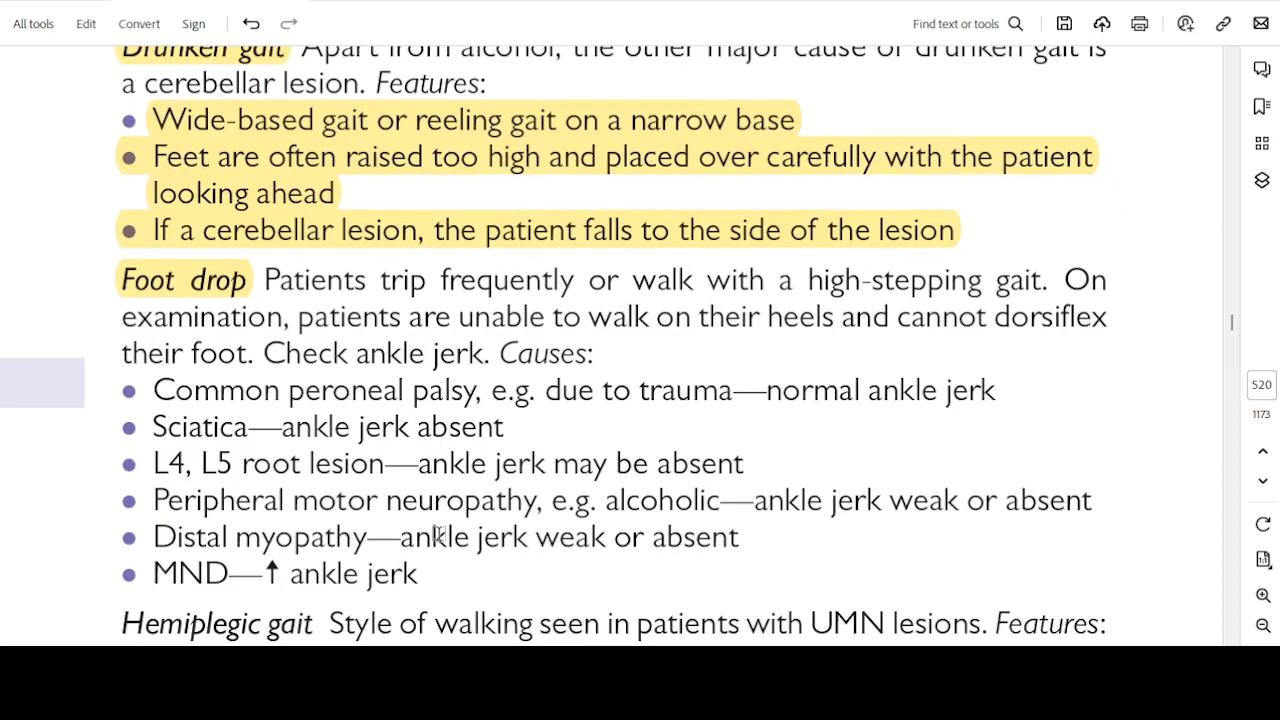 All tools Edit Convert Sign Find text or tools
Drunken gait Apart from alcohol, the other major cause of drunken gait is
a cerebellar lesion. Features:
● Wide-based gait or reeling gait on a narrow base
● Feet are often raised too high and placed over carefully with the patient
looking ahead
● If a cerebellar lesion, the patient falls to the side of the lesion
Foot drop Patients trip frequently or walk with a high-stepping gait. On
examination, patients are unable to walk on their heels and cannot dorsiflex
their foot. Check ankle jerk. Causes:
● Common peroneal palsy, e.g. due to trauma—normal ankle jerk
● Sciatica—ankle jerk absent
● L4, L5 root lesion—ankle jerk may be absent
● Peripheral motor neuropathy, e.g. alcoholic—ankle jerk weak or absent
● Distal myopathy—ankle jerk weak or absent
● MND—↑ ankle jerk
Hemiplegic gait Style of walking seen in patients with UMN lesions. Features:
520
1173